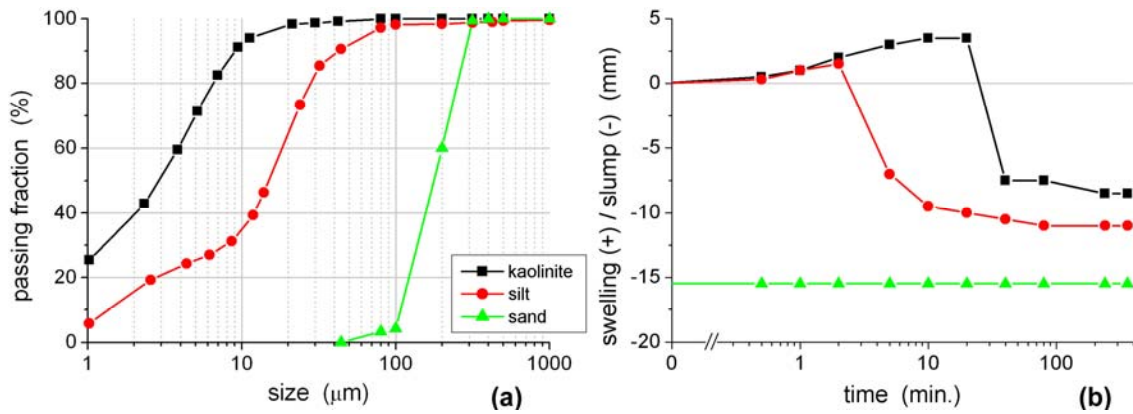 100
80
60
40
20
0
passing fraction (%)
1
10
100
1000
size (μm)
(a)
kaolinite
silt
sand
5
0
-5
-10
-15
-20
swelling (+) / slump (-) (mm)
0
1
10
100
time (min.)
(b)